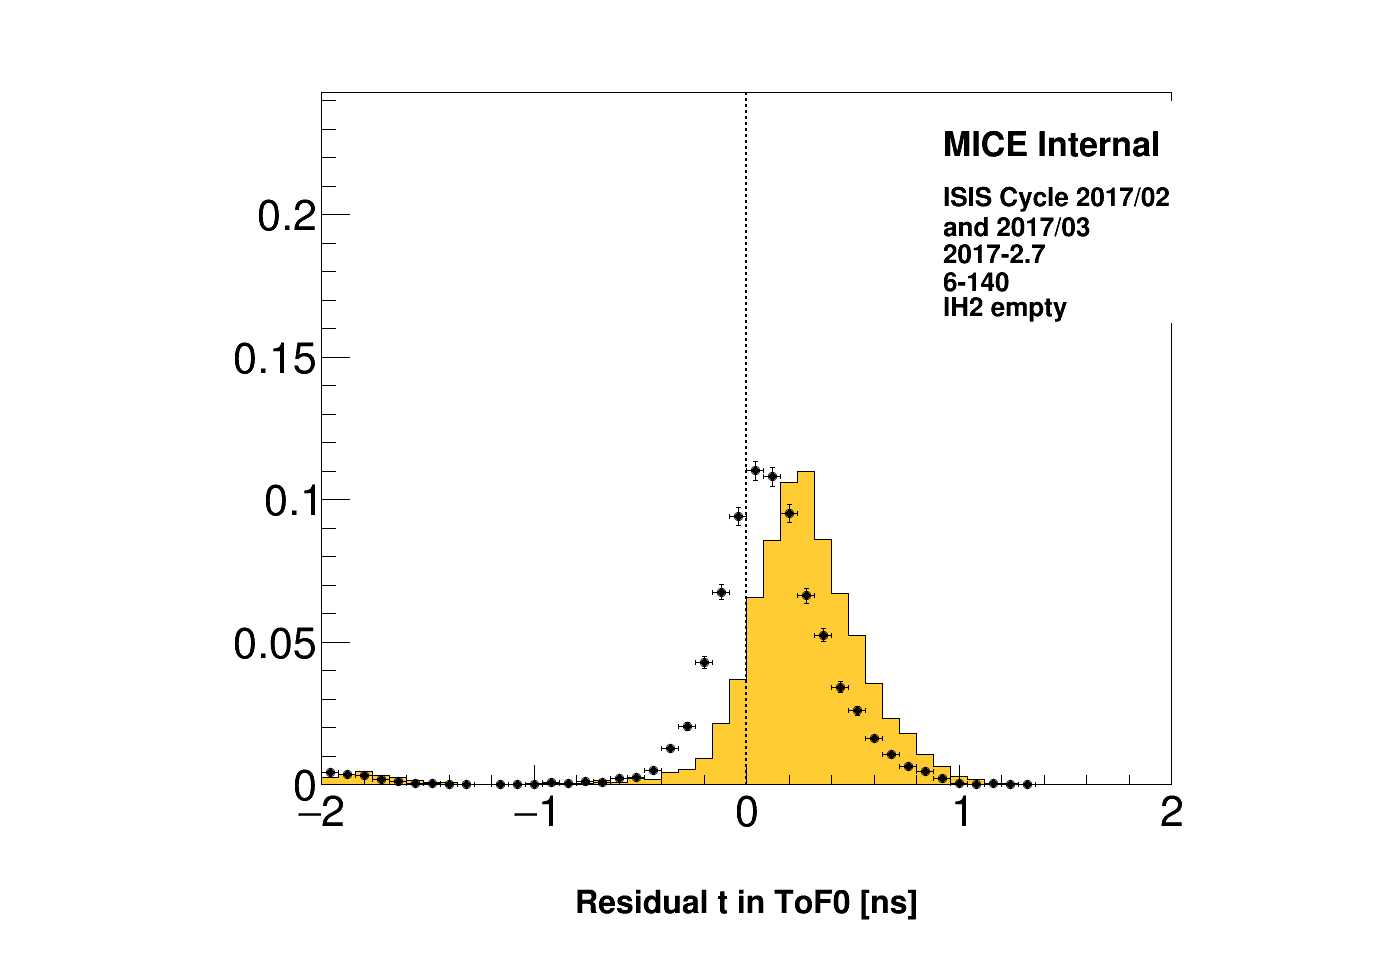 MICE Internal
ISIS Cycle 2017/02
and 2017/03
2017-2.7
6-140
lH2 empty
0.2
0.15
0.1
0.05
0
−2 −1 0 1 2
Residual t in ToF0 [ns]